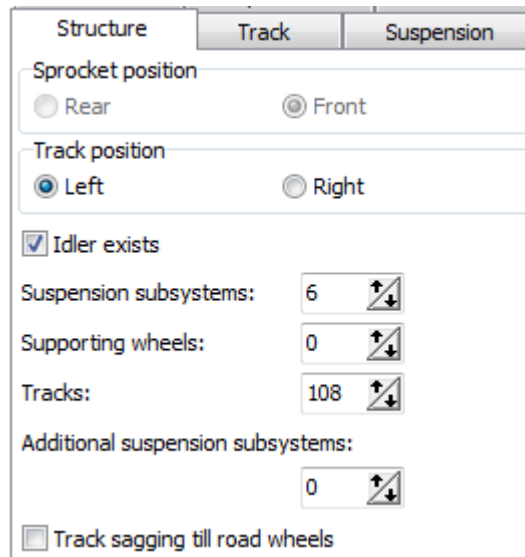 Structure Track Suspension
Sprocket position
Rear Front
Track position
Left Right
Idler exists
Suspension subsystems: 6
Supporting wheels: 0
Tracks: 108
Additional suspension subsystems:
0
Track sagging till road wheels